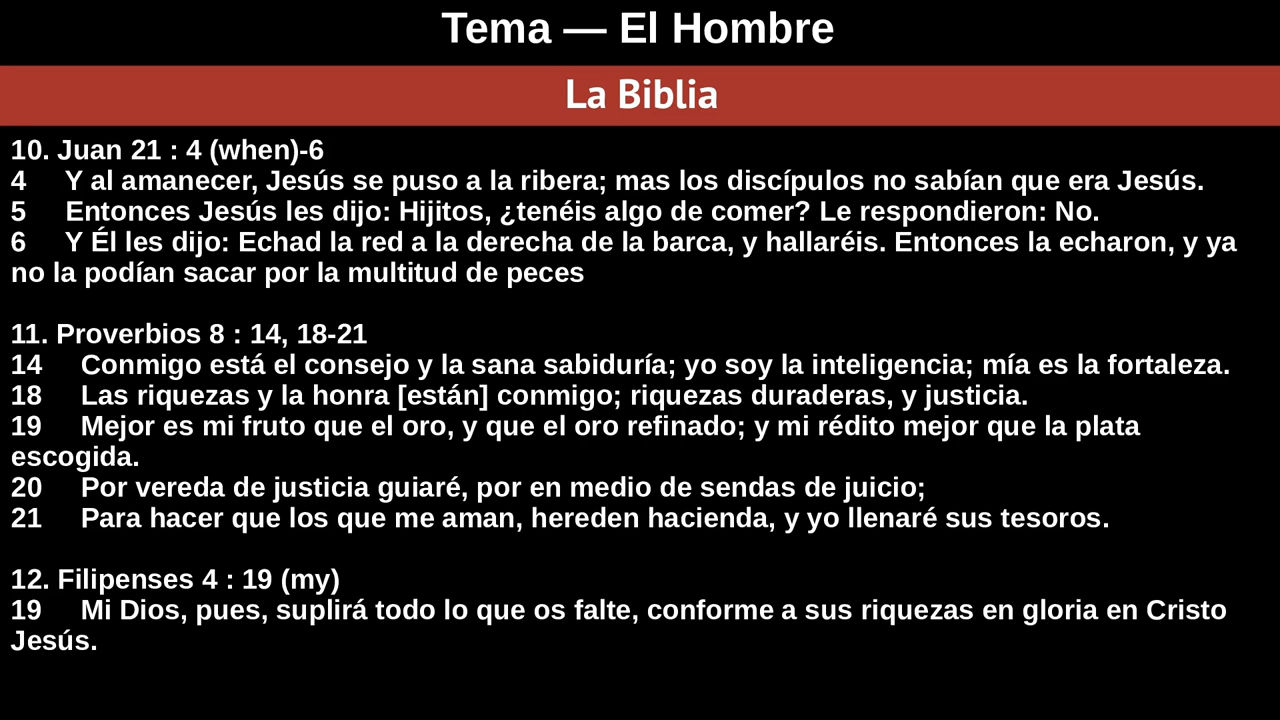 Tema — El Hombre
La Biblia
10. Juan 21 : 4 (when)-6
4 Y al amanecer, Jesús se puso a la ribera; mas los discípulos no sabían que era Jesús.
5 Entonces Jesús les dijo: Hijitos, ¿tenéis algo de comer? Le respondieron: No.
6 Y Él les dijo: Echad la red a la derecha de la barca, y hallaréis. Entonces la echaron, y ya
no la podían sacar por la multitud de peces
11. Proverbios 8 : 14, 18-21
14 Conmigo está el consejo y la sana sabiduría; yo soy la inteligencia; mía es la fortaleza.
18 Las riquezas y la honra [están] conmigo; riquezas duraderas, y justicia.
19 Mejor es mi fruto que el oro, y que el oro refinado; y mi rédito mejor que la plata
escogida.
20 Por vereda de justicia guiaré, por en medio de sendas de juicio;
21 Para hacer que los que me aman, hereden hacienda, y yo llenaré sus tesoros.
12. Filipenses 4 : 19 (my)
19 Mi Dios, pues, suplirá todo lo que os falte, conforme a sus riquezas en gloria en Cristo
Jesús.